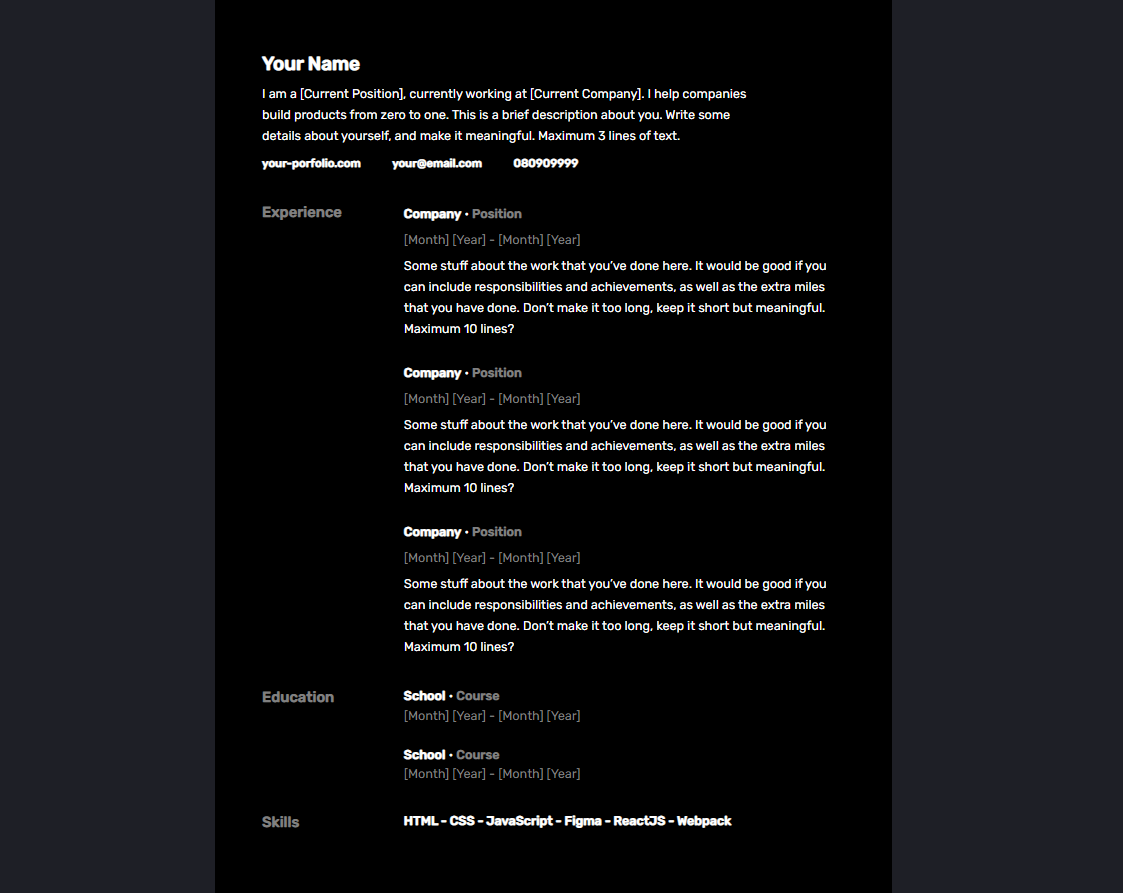 Your Name
I am a [Current Position], currently working at [Current Company]. I help companies
build products from zero to one. This is a brief description about you. Write some
details about yourself, and make it meaningful. Maximum 3 lines of text.
your-porfolio.com your@email.com 080909999
Experience
Company • Position
[Month] [Year] - [Month] [Year]
Some stuff about the work that you’ve done here. It would be good if you
can include responsibilities and achievements, as well as the extra miles
that you have done. Don’t make it too long, keep it short but meaningful.
Maximum 10 lines?
Company • Position
[Month] [Year] - [Month] [Year]
Some stuff about the work that you’ve done here. It would be good if you
can include responsibilities and achievements, as well as the extra miles
that you have done. Don’t make it too long, keep it short but meaningful.
Maximum 10 lines?
Company • Position
[Month] [Year] - [Month] [Year]
Some stuff about the work that you’ve done here. It would be good if you
can include responsibilities and achievements, as well as the extra miles
that you have done. Don’t make it too long, keep it short but meaningful.
Maximum 10 lines?
Education
School • Course
[Month] [Year] - [Month] [Year]
School • Course
[Month] [Year] - [Month] [Year]
Skills
HTML - CSS - JavaScript - Figma - ReactJS - Webpack